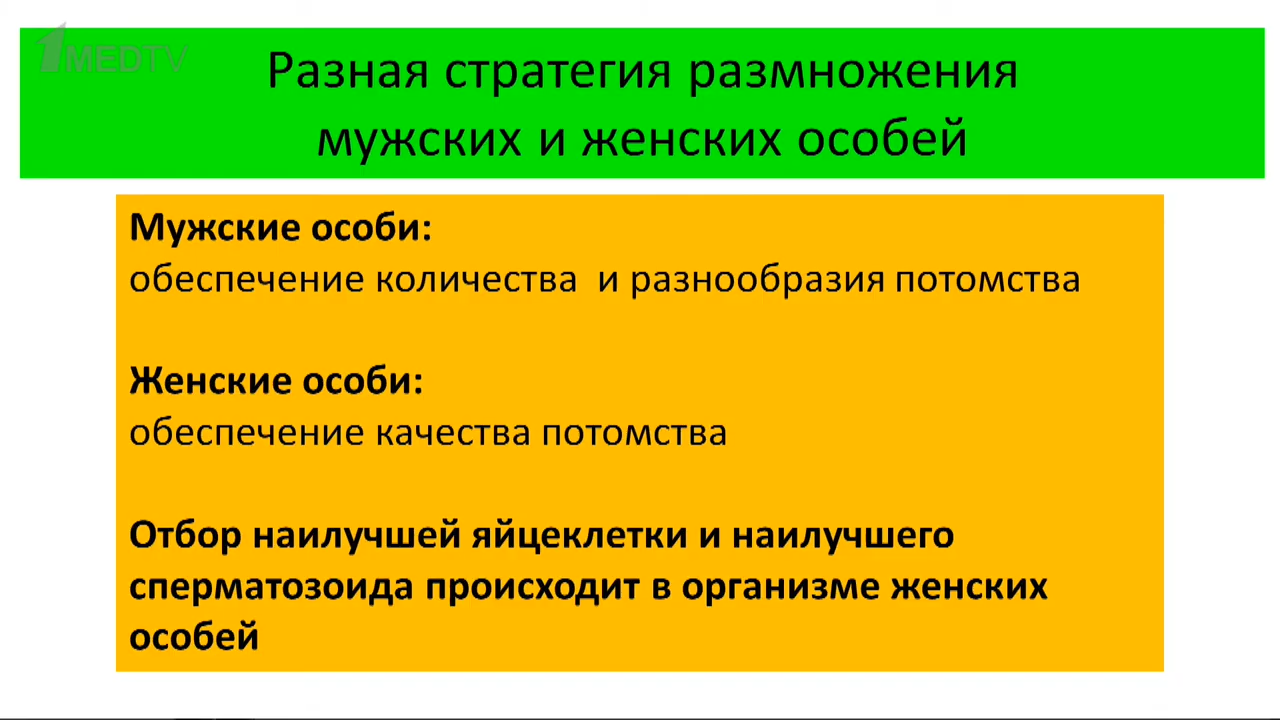 1MEDTV
Разная стратегия размножения
мужских и женских особей
Мужские особи:
обеспечение количества и разнообразия потомства
Женские особи:
обеспечение качества потомства
Отбор наилучшей яйцеклетки и наилучшего
сперматозоида происходит в организме женских
особей